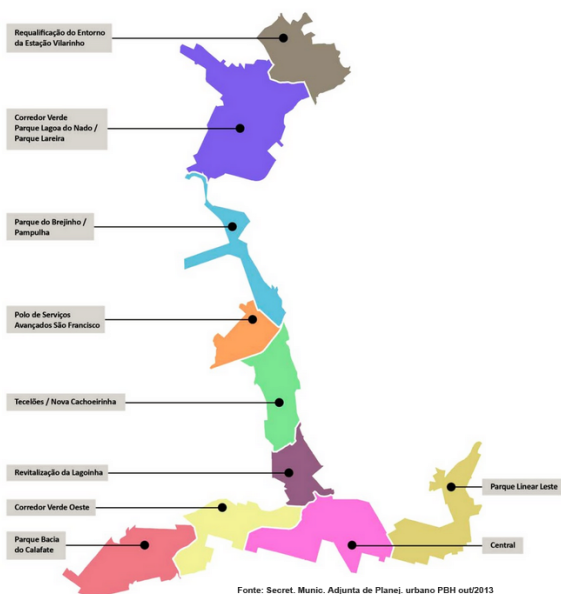 Requalificação do Entorno
da Estação Vilarinho
Corredor Verde
Parque Lagoa do Nado /
Parque Lareira
Parque do Brejinho /
Pampulha
Polo de Serviços
Avançados São Francisco
Tecelões / Nova Cachoeirinha
Revitalização da Lagoinha
Parque Linear Leste
Corredor Verde Oeste
Parque Bacia
do Calafate
Central
Fonte: Secret. Munic. Adjunta de Planej. urbano PBH out/2013